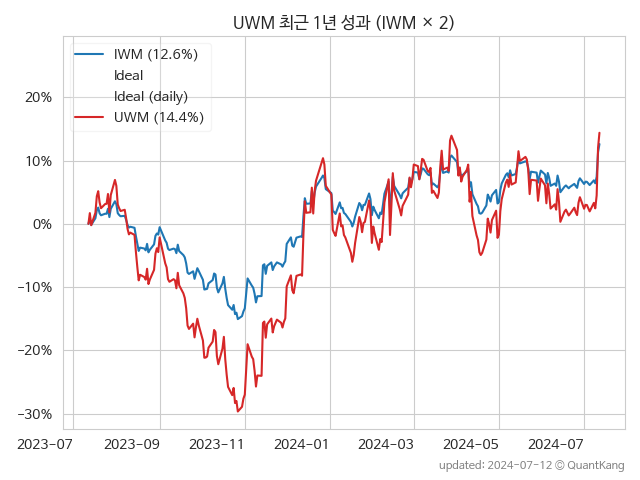 UWM 최근 1년 성과 (IWM × 2)
IWM (12.6%)
Ideal
Ideal (daily)
UWM (14.4%)
20%
10%
0%
−10%
−20%
−30%
2023-07 2023-09 2023-11 2024-01 2024-03 2024-05 2024-07
updated: 2024-07-12 © QuantKang